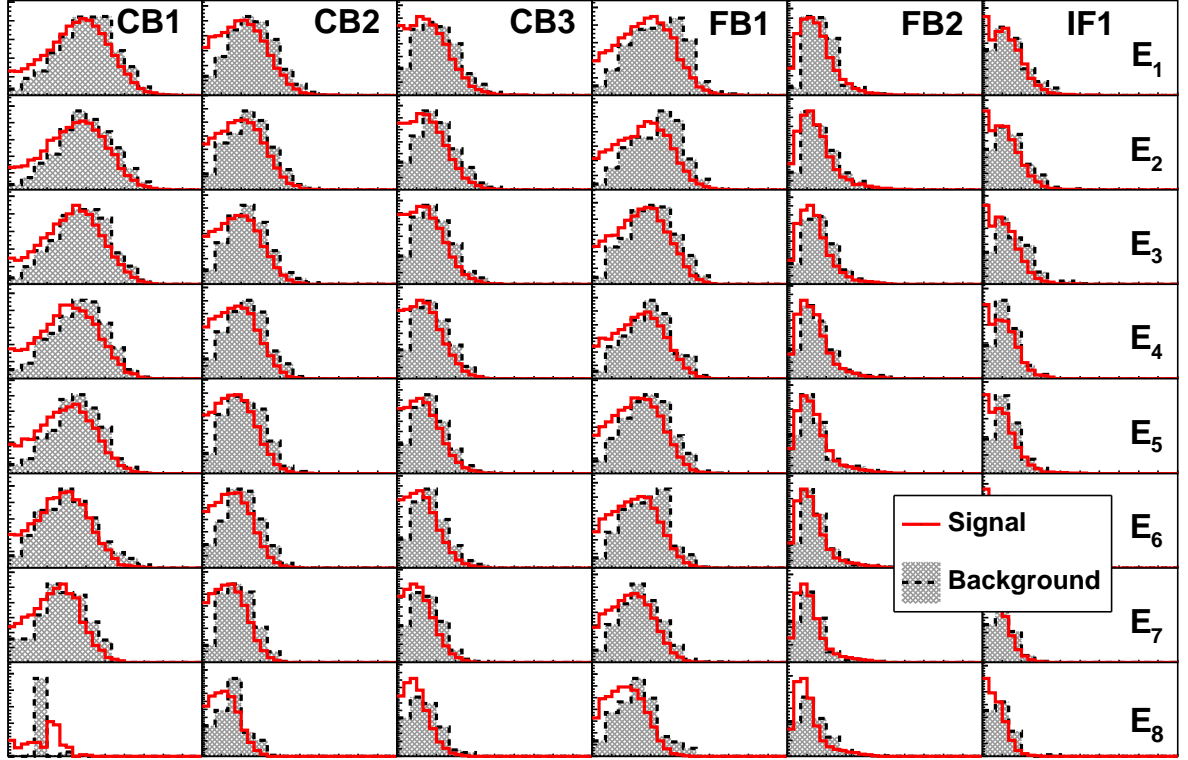 CB1 CB2 CB3 FB1 FB2 IF1
E1
E2
E3
E4
E5
Signal
E6
Background
E7
E8